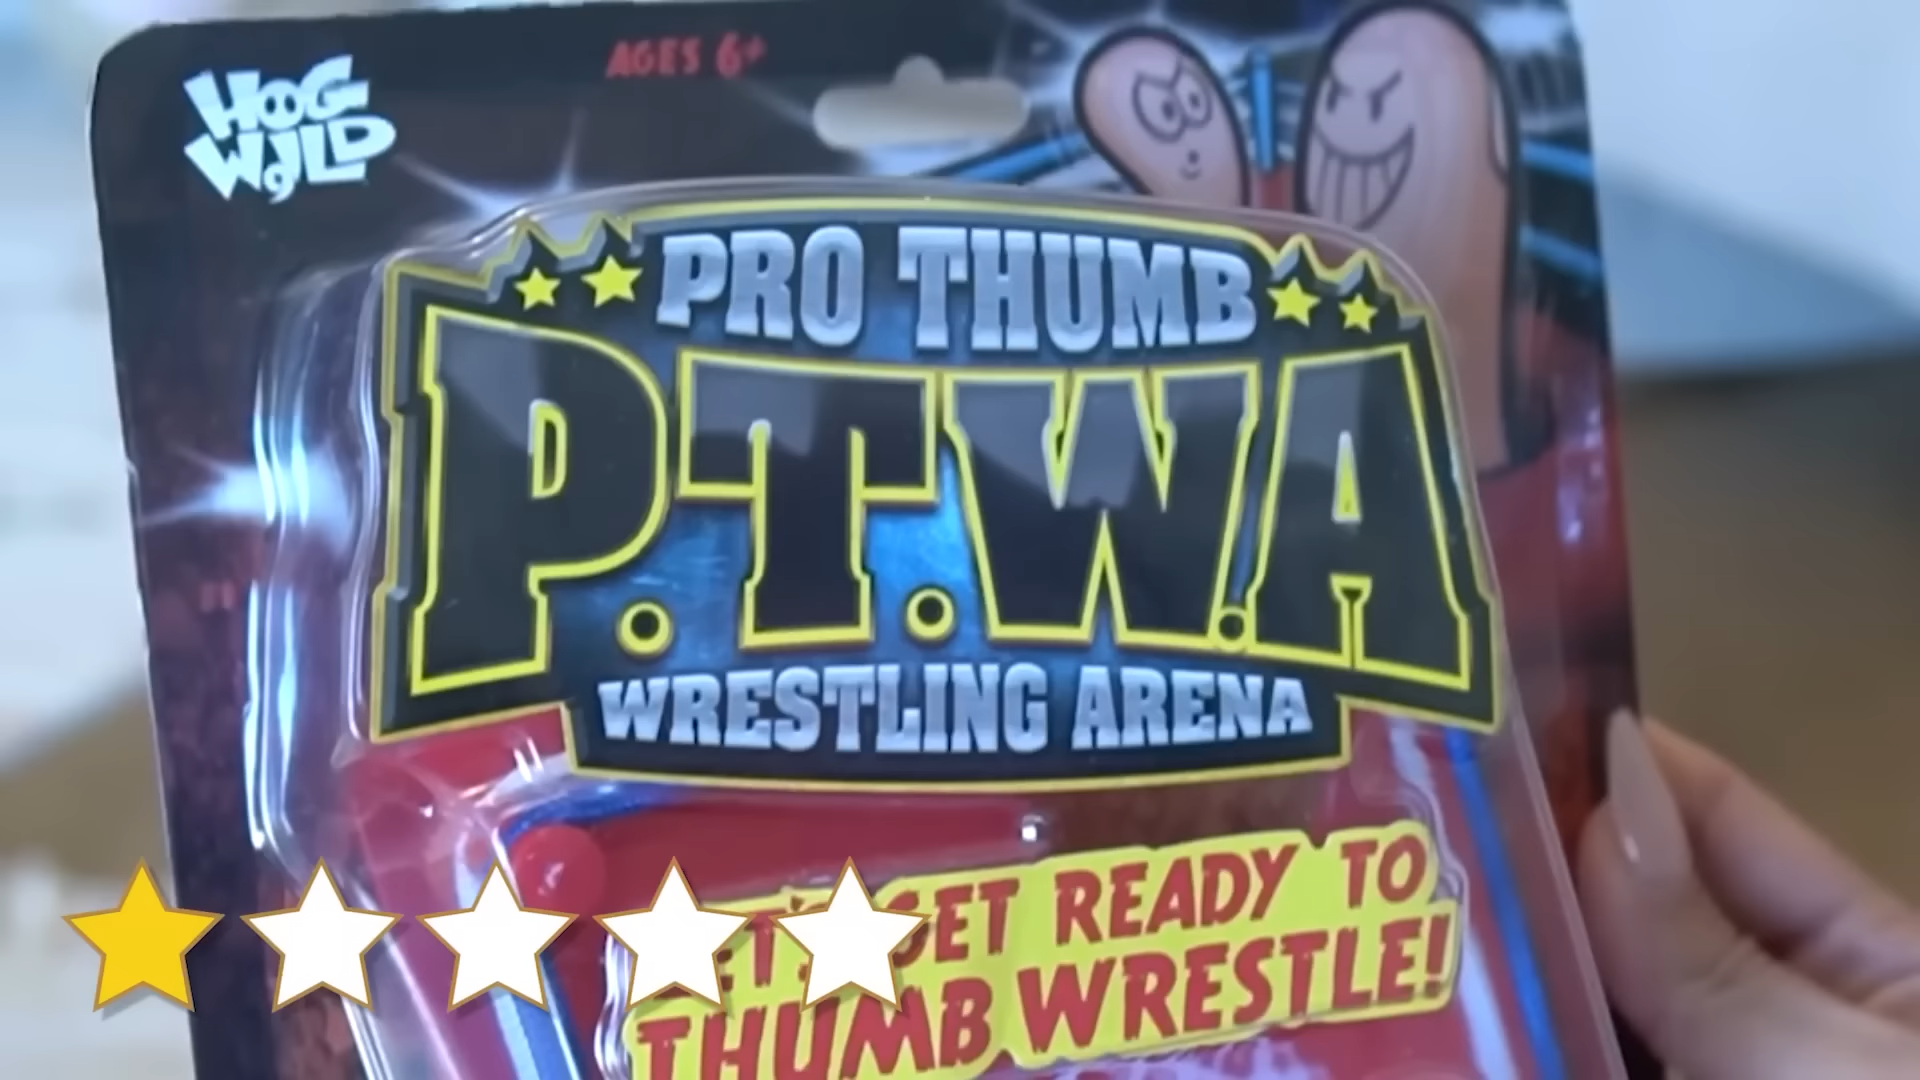 HOG
WILD
AGES 6+
PRO THUMB
P.T.W.A
WRESTLING ARENA
GET READY TO
THUMB WRESTLE!